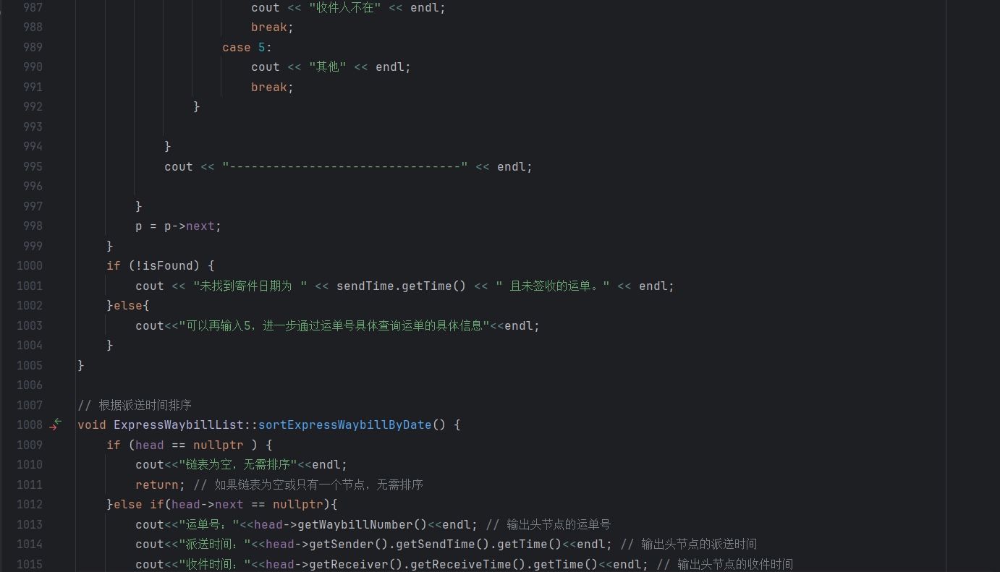 987 cout << "收件人不在" << endl;
988 break;
989 case 5:
990 cout << "其他" << endl;
991 break;
992 }
993
994 }
995 cout << "--------------------------------" << endl;
996
997 }
998 p = p->next;
999 }
1000 if (!isFound) {
1001 cout << "未找到寄件日期为 " << sendTime.getTime() << " 且未签收的运单。" << endl;
1002 }else{
1003 cout<<"可以再输入5，进一步通过运单号具体查询运单的具体信息"<<endl;
1004 }
1005 }
1006
1007 // 根据派送时间排序
1008 void ExpressWaybillList::sortExpressWaybillByDate() {
1009 if (head == nullptr ) {
1010 cout<<"链表为空，无需排序"<<endl;
1011 return; // 如果链表为空或只有一个节点，无需排序
1012 }else if(head->next == nullptr){
1013 cout<<"运单号："<<head->getWaybillNumber()<<endl; // 输出头节点的运单号
1014 cout<<"派送时间："<<head->getSender().getSendTime().getTime()<<endl; // 输出头节点的派送时间
1015 cout<<"收件时间："<<head->getReceiver().getReceiveTime().getTime()<<endl; // 输出头节点的收件时间